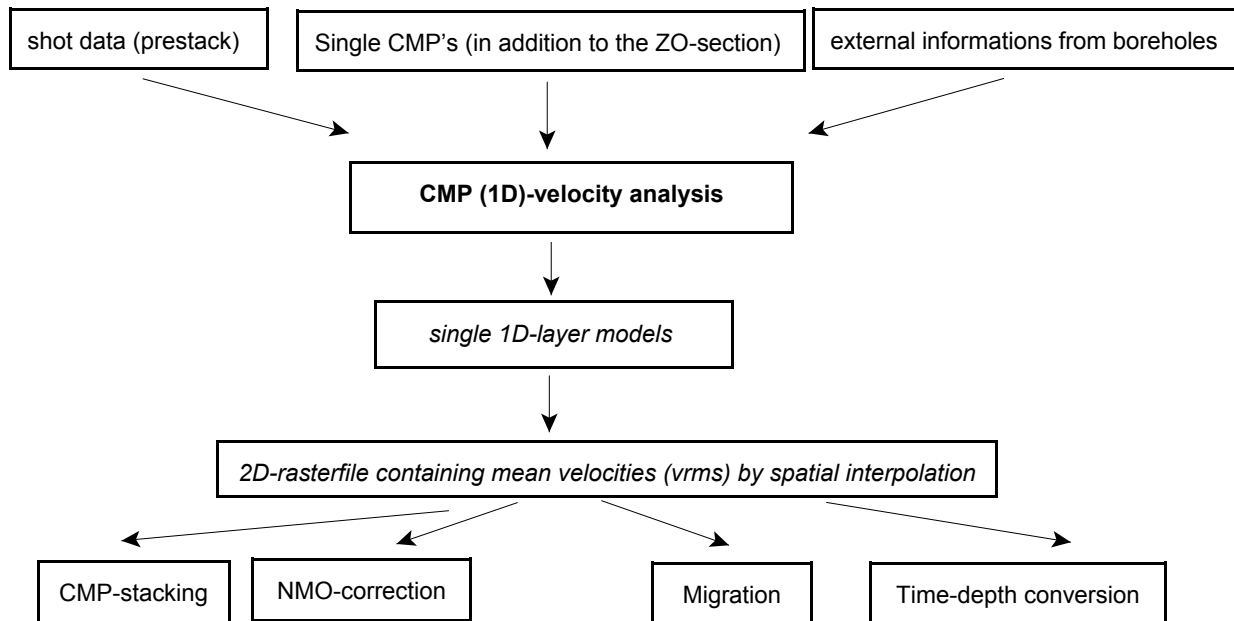 shot data (prestack)
Single CMP's (in addition to the ZO-section)
external informations from boreholes
CMP (1D)-velocity analysis
single 1D-layer models
2D-rasterfile containing mean velocities (vrms) by spatial interpolation
CMP-stacking
NMO-correction
Migration
Time-depth conversion